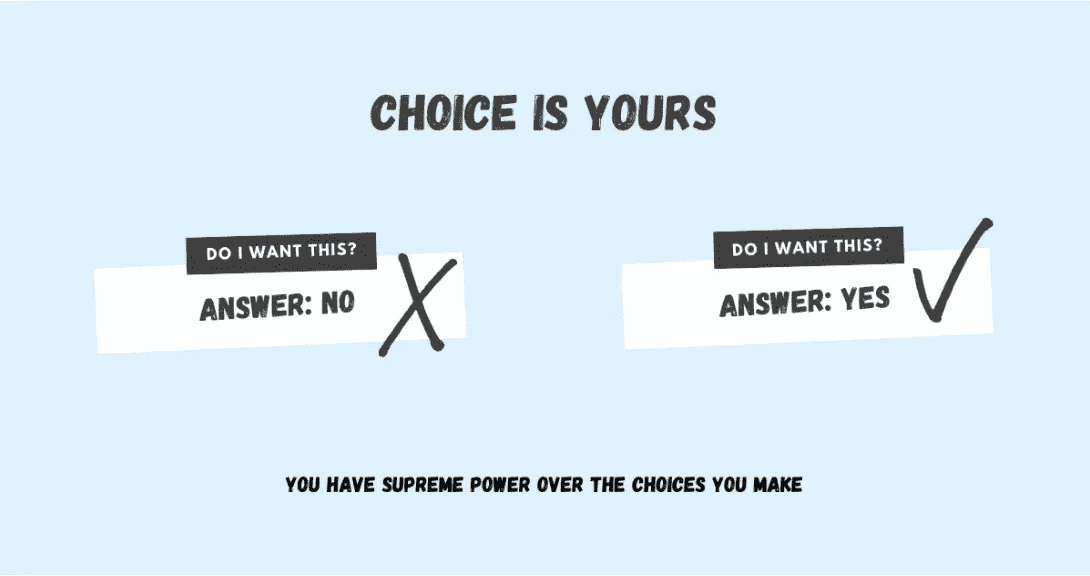 CHOICE IS YOURS
DO I WANT THIS?
ANSWER: NO
DO I WANT THIS?
ANSWER: YES
YOU HAVE SUPREME POWER OVER THE CHOICES YOU MAKE